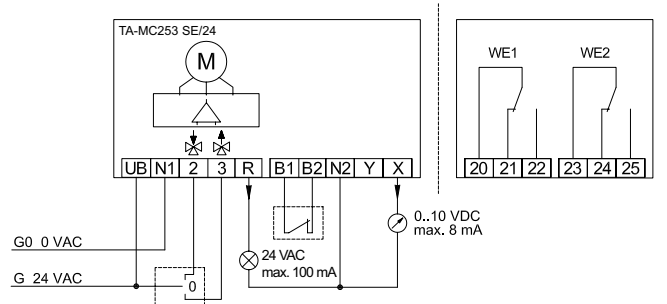 TA-MC253 SE/24
M
WE1 WE2
UB N1 2 3 R B1 B2 N2 Y X
20 21 22 23 24 25
0..10 VDC
max. 8 mA
G0 0 VAC
24 VAC
max. 100 mA
G 24 VAC
0